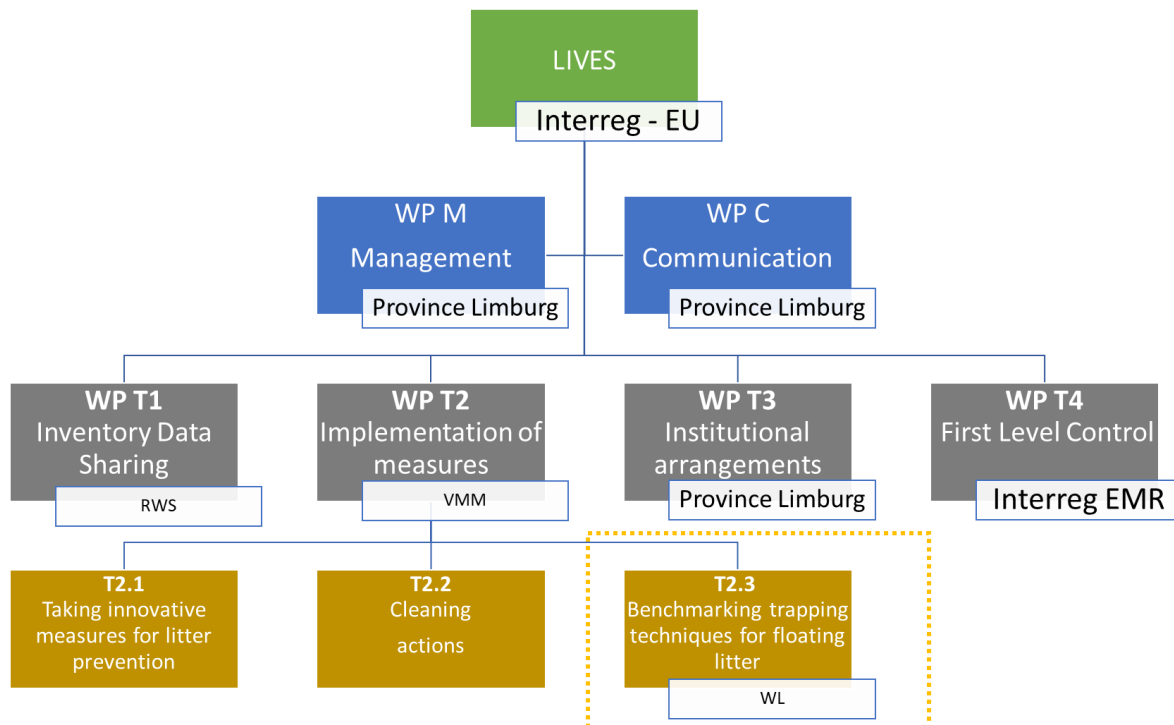 LIVES
Interreg - EU
WP M
Management
Province Limburg
WP C
Communication
Province Limburg
WP T1
Inventory Data
Sharing
RWS
WP T2
Implementation of
measures
VMM
WP T3
Institutional
arrangements
Province Limburg
WP T4
First Level Control
Interreg EMR
T2.1
Taking innovative
measures for litter
prevention
T2.2
Cleaning
actions
T2.3
Benchmarking trapping
techniques for floating
litter
WL